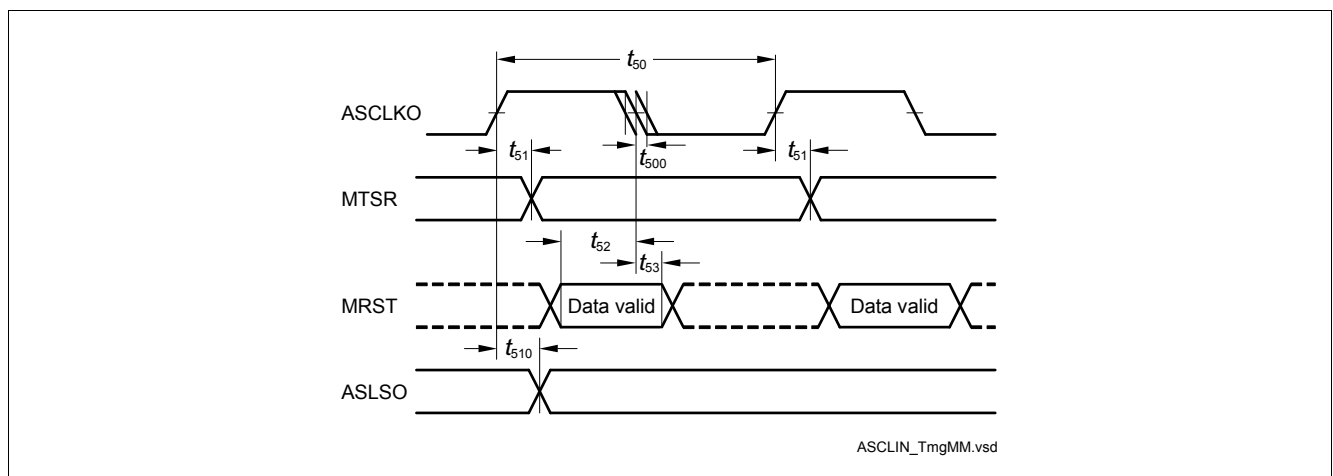 t50
ASCLKO
t51
t500
t51
MTSR
t52
t53
MRST
Data valid
Data valid
t510
ASLSO
ASCLIN_TmgMM.vsd